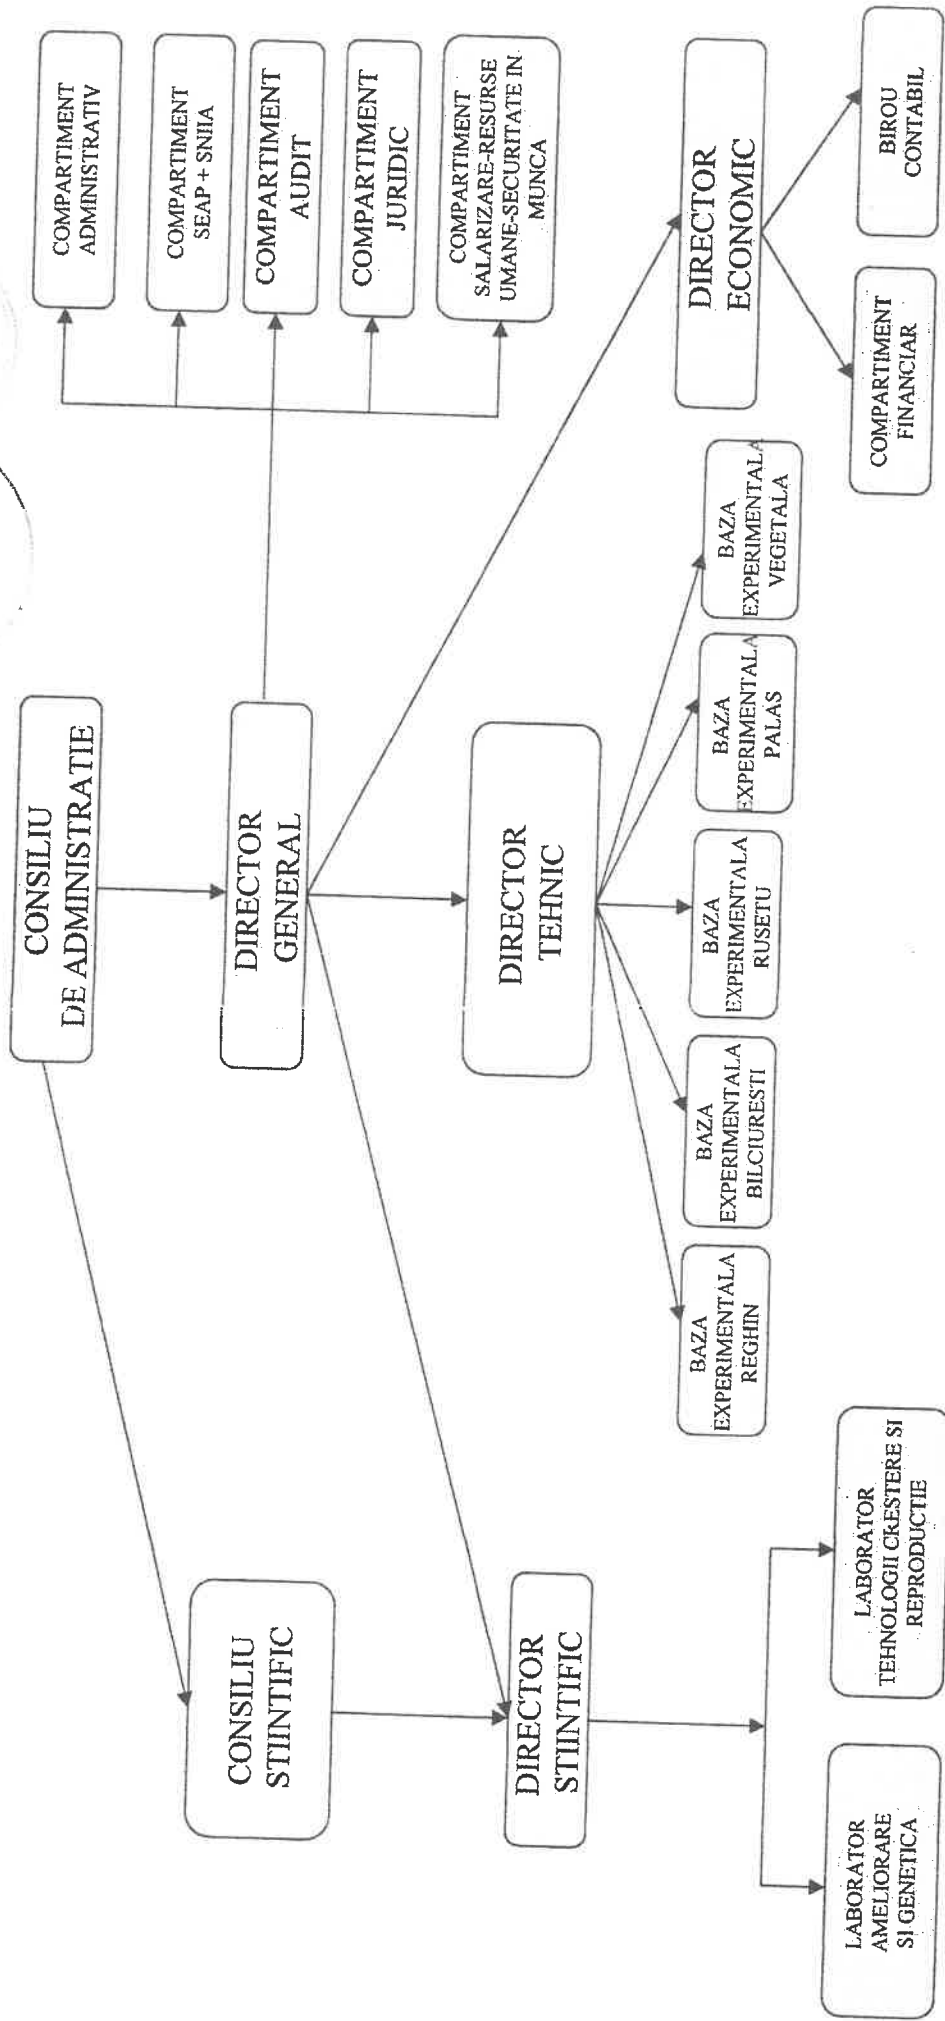 CONSILIU
DE ADMINISTRATIE
COMPARTIMENT
ADMINISTRATIV
COMPARTIMENT
SEAP + SNIIA
COMPARTIMENT
AUDIT
COMPARTIMENT
JURIDIC
COMPARTIMENT
SALARIZARE-RESURSE
UMANE-SECURITATE IN
MUNCA
CONSILIU
STIINTIFIC
DIRECTOR
GENERAL
DIRECTOR
STIINTIFIC
DIRECTOR
TEHNIC
DIRECTOR
ECONOMIC
BAZA
EXPERIMENTALA
REGHIN
BAZA
EXPERIMENTALA
BILCIURESTI
BAZA
EXPERIMENTALA
RUSETU
BAZA
EXPERIMENTALA
PALAS
BAZA
EXPERIMENTALA
VEGETALA
LABORATOR
AMELIORARE
SI GENETICA
LABORATOR
TEHNOLOGII CRESTERE SI
REPRODUCTIE
COMPARTIMENT
FINANCIAR
BIROU
CONTABIL